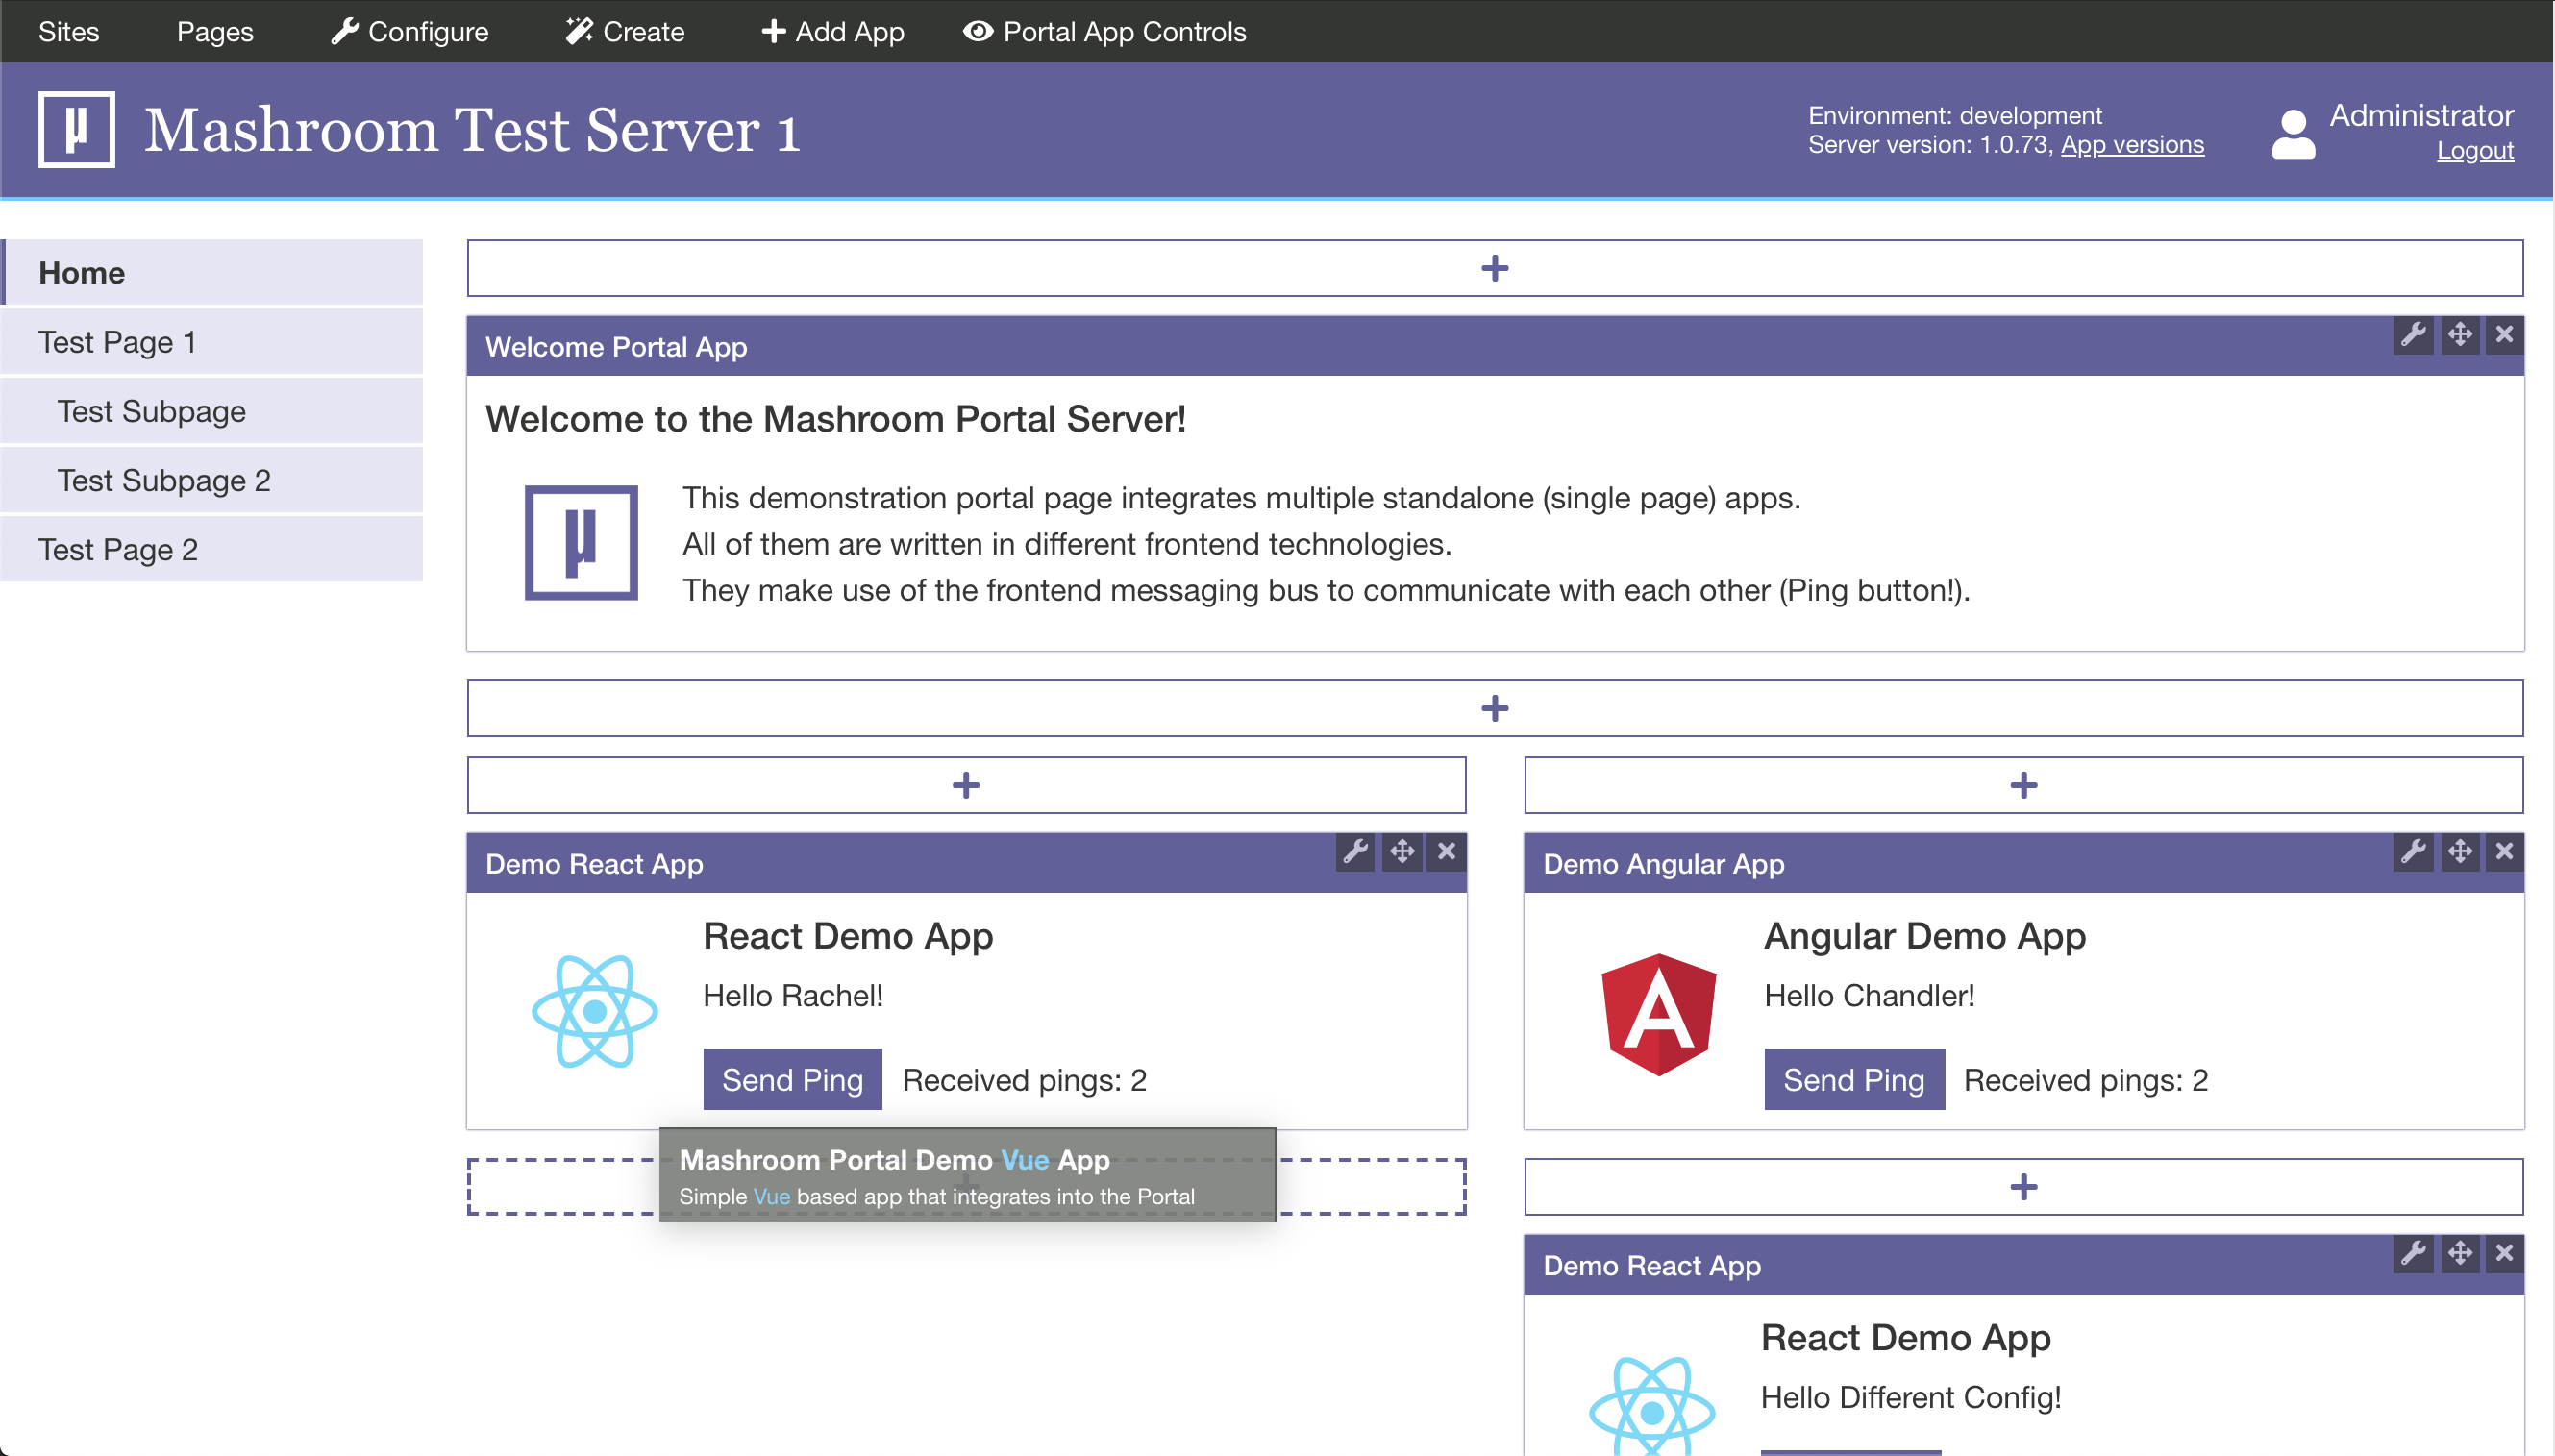 Sites Pages Configure Create Add App Portal App Controls
µ Mashroom Test Server 1
Environment: development
Server version: 1.0.73, App versions
Administrator
Logout
Home
Test Page 1
Test Subpage
Test Subpage 2
Test Page 2
Welcome Portal App
Welcome to the Mashroom Portal Server!
µ
This demonstration portal page integrates multiple standalone (single page) apps.
All of them are written in different frontend technologies.
They make use of the frontend messaging bus to communicate with each other (Ping button!).
Demo React App
React Demo App
Hello Rachel!
Send Ping Received pings: 2
Mashroom Portal Demo Vue App
Simple Vue based app that integrates into the Portal
Demo Angular App
A
Angular Demo App
Hello Chandler!
Send Ping Received pings: 2
Demo React App
React Demo App
Hello Different Config!